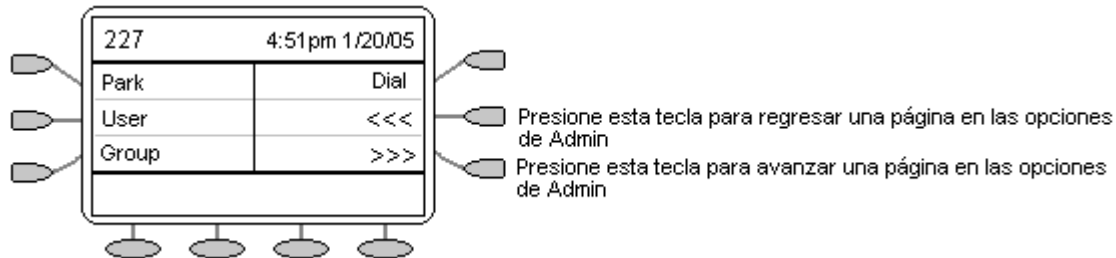 227 4:51pm 1/20/05
Park Dial
User <<<
Group >>>
Presione esta tecla para regresar una página en las opciones
de Admin
Presione esta tecla para avanzar una página en las opciones
de Admin